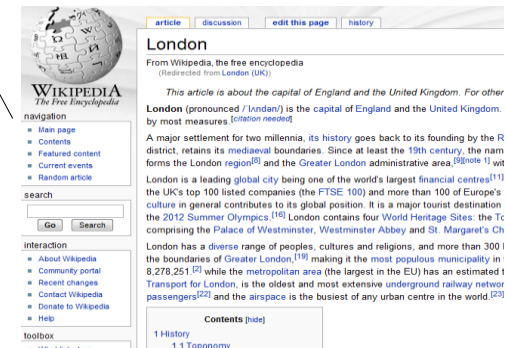 article discussion edit this page history
London
From Wikipedia, the free encyclopedia
(Redirected from London (UK))
This article is about the capital of England and the United Kingdom. For other
London (pronounced /ˈlʌndən/) is the capital of England and the United Kingdom.
by most measures.[citation needed]
A major settlement for two millennia, its history goes back to its founding by the R
district, retains its mediaeval boundaries. Since at least the 19th century, the nam
forms the London region[8] and the Greater London administrative area,[9][note 1] wit
London is a leading global city being one of the world's largest financial centres[11]
the UK's top 100 listed companies (the FTSE 100) and more than 100 of Europe's
culture in general contributes to its global position. It is a major tourist destination
the 2012 Summer Olympics.[16] London contains four World Heritage Sites: the To
comprising the Palace of Westminster, Westminster Abbey and St. Margaret's Ch
London has a diverse range of peoples, cultures and religions, and more than 300 l
the boundaries of Greater London,[19] making it the most populous municipality in
8,278,251.[2] while the metropolitan area (the largest in the EU) has an estimated t
Transport for London, is the oldest and most extensive underground railway networ
passengers[22] and the airspace is the busiest of any urban centre in the world.[23]
Contents [hide]
1 History
1.1 Toponomy
WIKIPEDIA
The Free Encyclopedia
navigation
Main page
Contents
Featured content
Current events
Random article
search
Go Search
interaction
About Wikipedia
Community portal
Recent changes
Contact Wikipedia
Donate to Wikipedia
Help
toolbox